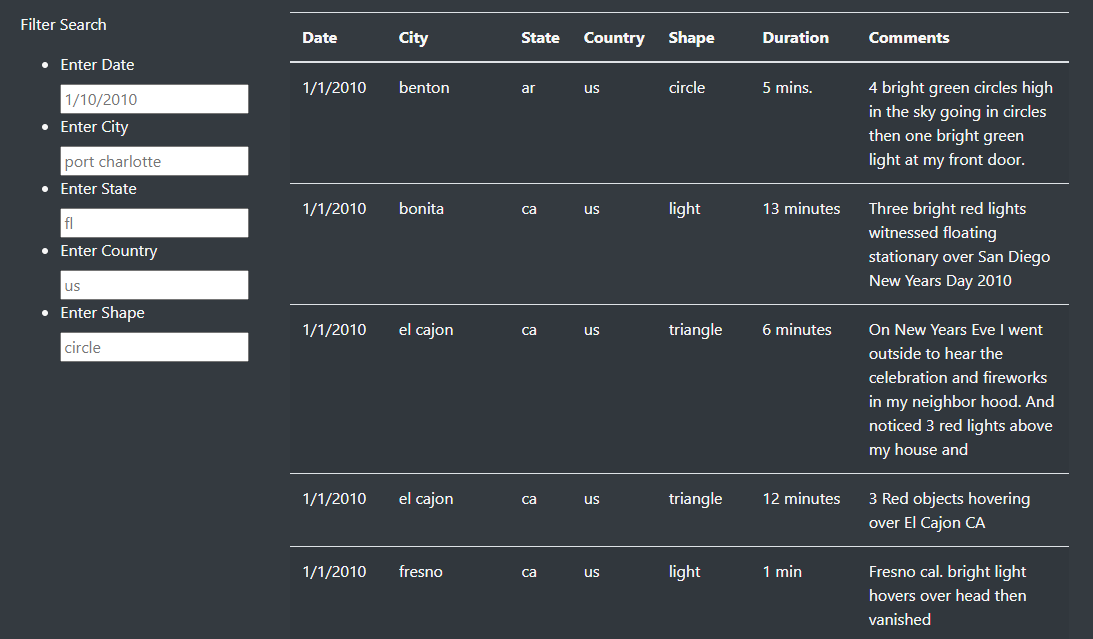 Filter Search
Enter Date
1/10/2010
Enter City
port charlotte
Enter State
fl
Enter Country
us
Enter Shape
circle
Date City State Country Shape Duration Comments
1/1/2010 benton ar us circle 5 mins. 4 bright green circles high
in the sky going in circles
then one bright green
light at my front door.
1/1/2010 bonita ca us light 13 minutes Three bright red lights
witnessed floating
stationary over San Diego
New Years Day 2010
1/1/2010 el cajon ca us triangle 6 minutes On New Years Eve I went
outside to hear the
celebration and fireworks
in my neighbor hood. And
noticed 3 red lights above
my house and
1/1/2010 el cajon ca us triangle 12 minutes 3 Red objects hovering
over El Cajon CA
1/1/2010 fresno ca us light 1 min Fresno cal. bright light
hovers over head then
vanished